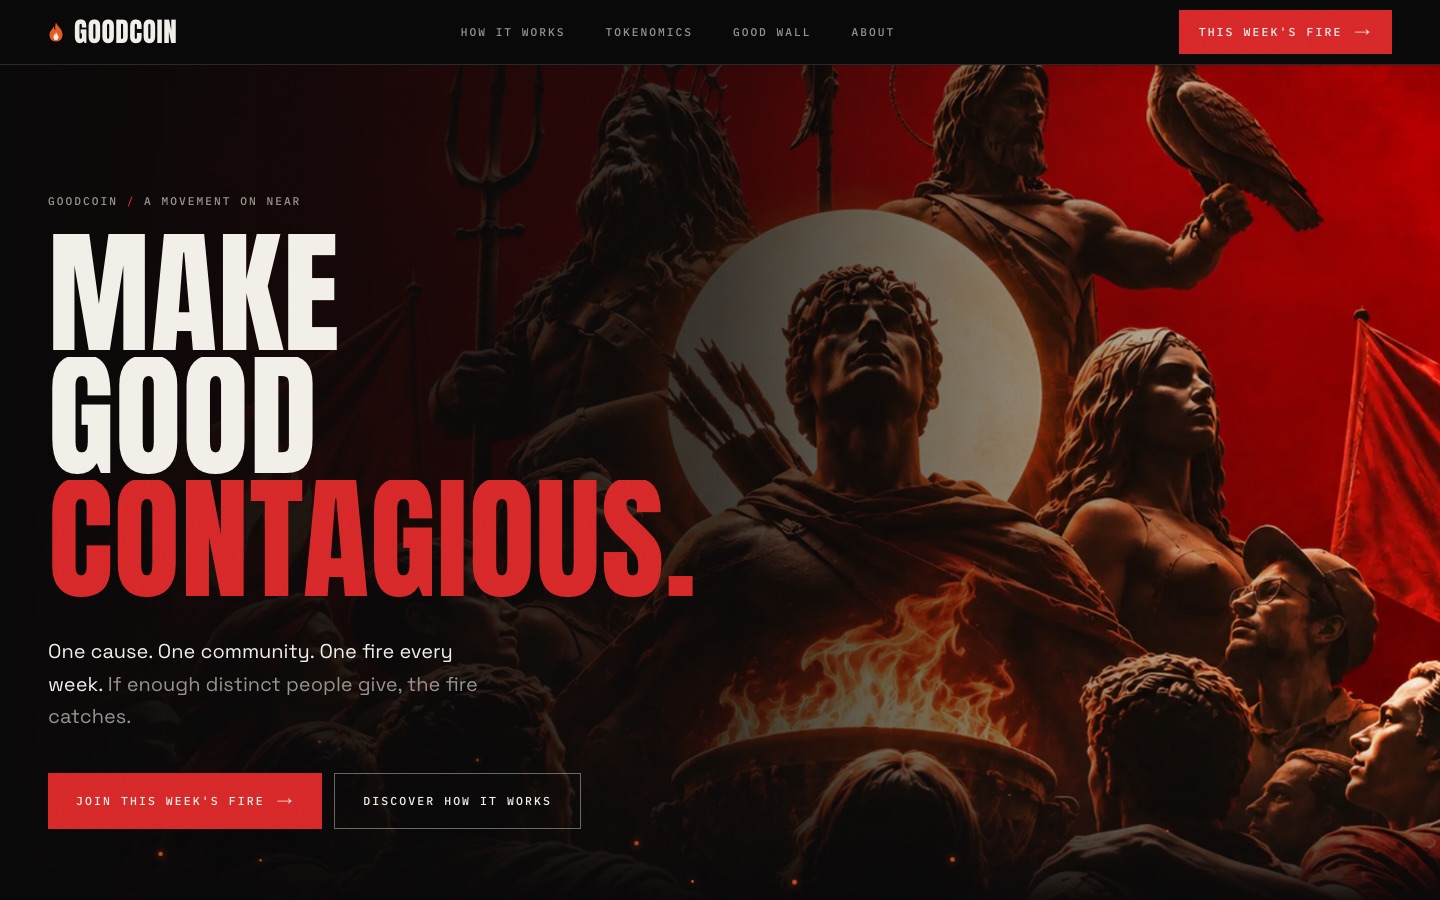 GOODCOIN
HOW IT WORKS
TOKENOMICS
GOOD WALL
ABOUT
THIS WEEK'S FIRE →
GOODCOIN / A MOVEMENT ON NEAR
MAKE
GOOD
CONTAGIOUS.
One cause. One community. One fire every
week. If enough distinct people give, the fire
catches.
JOIN THIS WEEK'S FIRE →
DISCOVER HOW IT WORKS